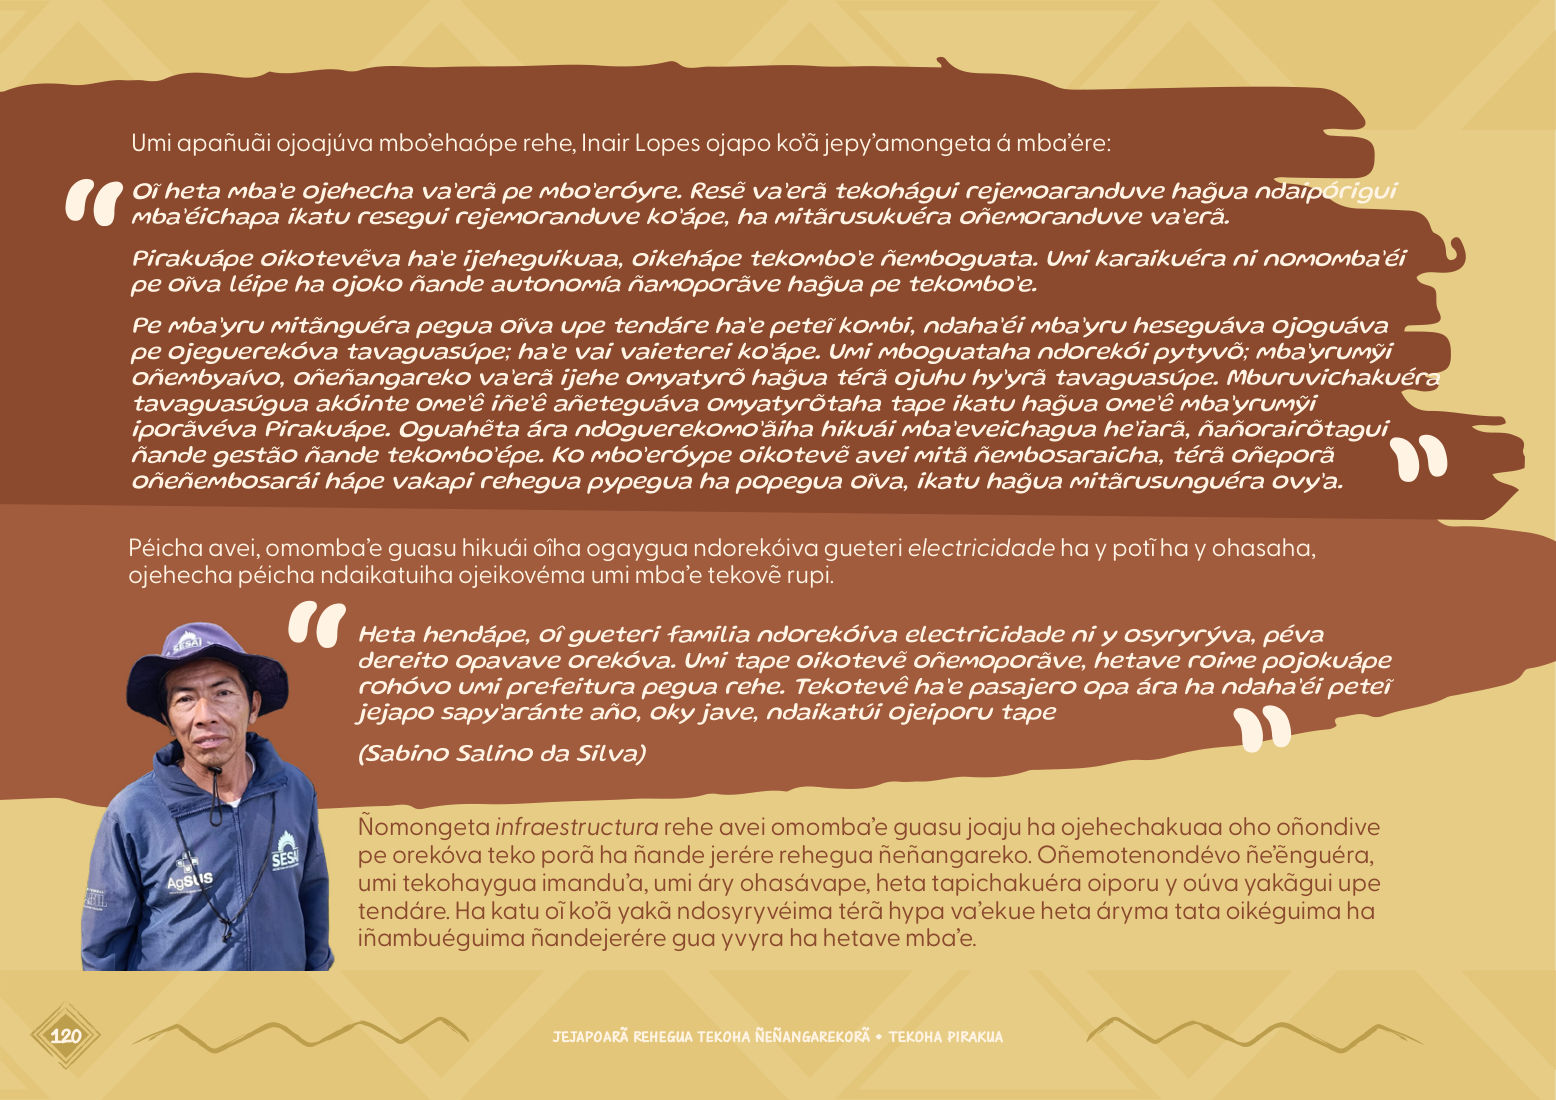 Umi apañuãi ojoajúva mbo’ehaópe rehe, Inair Lopes ojapo ko’ã jepy’amongeta á mba’ére:
“
Oĩ heta mba'e ojehecha va'erã pe mbo'eróyre. Resẽ va'erã tekohágui rejemoaranduve hag̃ua ndaipórigui
mba'éichapa ikatu resegui rejemoranduve ko'ápe, ha mitãrusukuéra oñemoranduve va'erã.
Pirakuápe oikotevẽva ha'e ijeheguikuaa, oikehápe tekombo'e ñemboguata. Umi karaikuéra ni nomomba'éi
pe oĩva léipe ha ojoko ñande autonomía ñamoporãve hag̃ua pe tekombo'e.
Pe mba'yru mitãnguéra pegua oĩva upe tendáre ha'e peteĩ kombi, ndaha'éi mba'yru heseguáva ojoguáva
pe ojeguerekóva tavaguasúpe; ha'e vai vaieterei ko'ápe. Umi mboguataha ndorekói pytyvõ; mba'yrumỹi
oñembyaívo, oñeñangareko va'erã ijehe omyatyrõ hag̃ua térã ojuhu hy'yrã tavaguasúpe. Mburuvichakuéra
tavaguasúgua akóinte ome'ê iñe'ê añeteguáva omyatyrõtaha tape ikatu hag̃ua ome'ê mba'yrumỹi
iporãvéva Pirakuápe. Oguahẽta ára ndoguerekomo'ãiha hikuái mba'eveichagua he'iarã, ñañorairõtagui
ñande gestão ñande tekombo'épe. Ko mbo'eróype oikotevẽ avei mitã ñembosaraicha, térã oñeporã
oñeñembosarái hápe vakapi rehegua pypegua ha popegua oĩva, ikatu hag̃ua mitãrusunguéra ovy'a.
”
Péicha avei, omomba’e guasu hikuái oîha ogaygua ndorekóiva gueteri electricidade ha y potĩ ha y ohasaha,
ojehecha péicha ndaikatuiha ojeikovéma umi mba’e tekovẽ rupi.
“
Heta hendápe, oî gueteri familia ndorekóiva electricidade ni y osyryrýva, péva
dereito opavave orekóva. Umi tape oikotevẽ oñemoporãve, hetave roime pojokuápe
rohóvo umi prefeitura pegua rehe. Tekotevê ha'e pasajero opa ára ha ndaha'éi peteĩ
jejapo sapy'aránte año, oky jave, ndaikatúi ojeiporu tape
”
(Sabino Salino da Silva)
SESAI
SESAI
AgSUS
Ñomongeta infraestructura rehe avei omomba’e guasu joaju ha ojehechakuaa oho oñondive
pe orekóva teko porã ha ñande jerére rehegua ñeñangareko. Oñemotenondévo ñe’ẽnguéra,
umi tekohaygua imandu’a, umi áry ohasávape, heta tapichakuéra oiporu y oúva yakãgui upe
tendáre. Ha katu oĩ ko’ã yakã ndosyryvéima térã hypa va’ekue heta áryma tata oikéguima ha
iñambuéguima ñandejerére gua yvyra ha hetave mba’e.
120
JEJAPOARÃ REHEGUA TEKOHA ÑEÑANGAREKORÃ • TEKOHA PIRAKUA